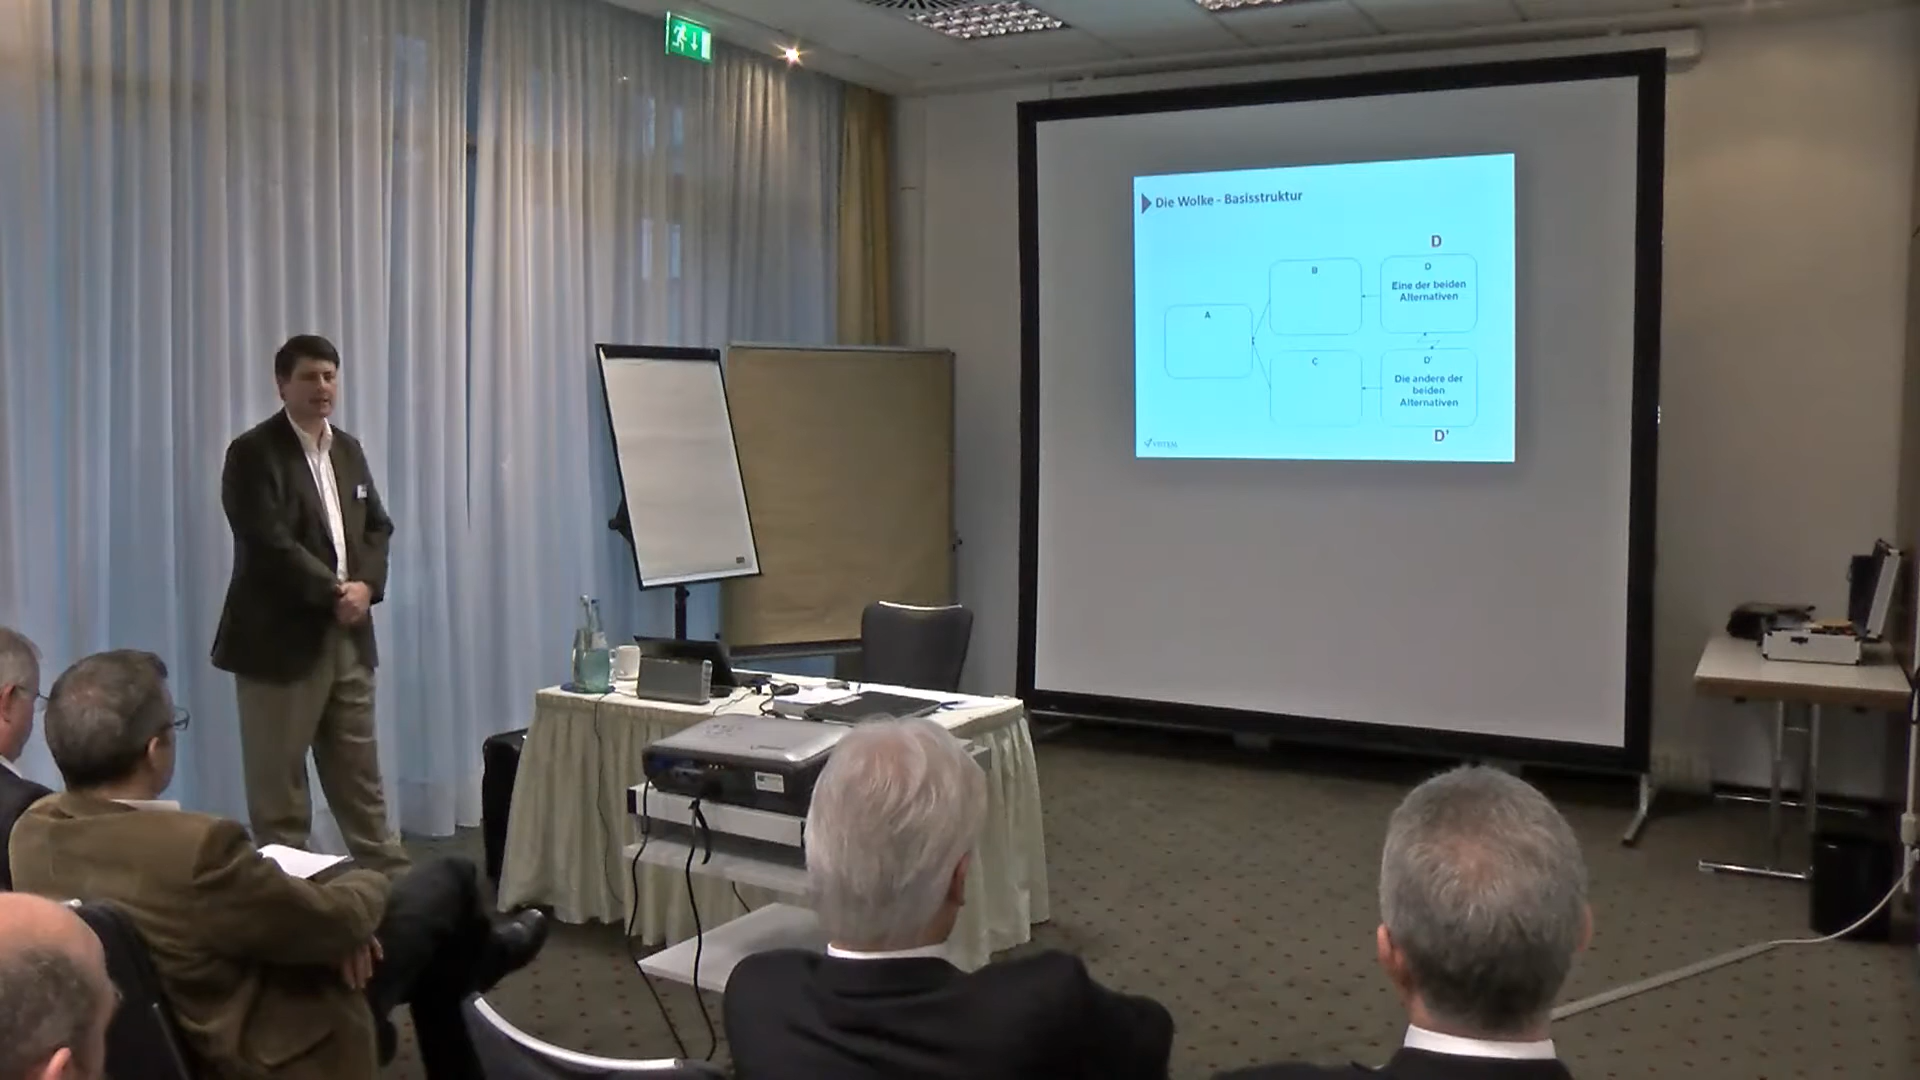 Die Wolke - Basisstruktur
D
B
D
Eine der beiden
Alternativen
A
C
D'
Die andere der
beiden
Alternativen
D'